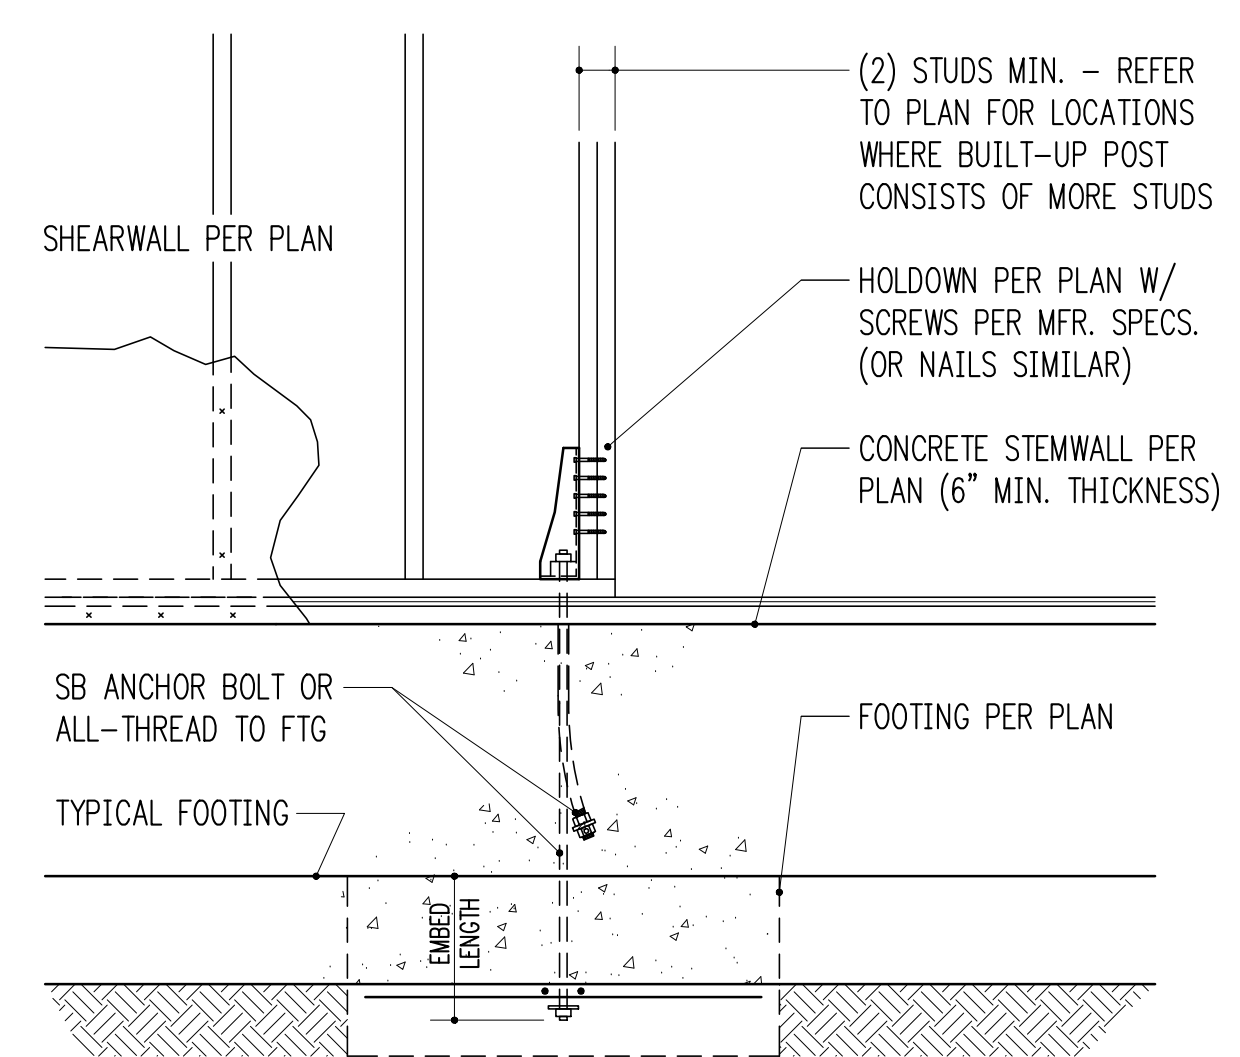 (2) STUDS MIN. – REFER
TO PLAN FOR LOCATIONS
WHERE BUILT–UP POST
CONSISTS OF MORE STUDS
SHEARWALL PER PLAN
HOLDOWN PER PLAN W/
SCREWS PER MFR. SPECS.
(OR NAILS SIMILAR)
CONCRETE STEMWALL PER
PLAN (6” MIN. THICKNESS)
SB ANCHOR BOLT OR
ALL–THREAD TO FTG
FOOTING PER PLAN
TYPICAL FOOTING
EMBED
LENGTH